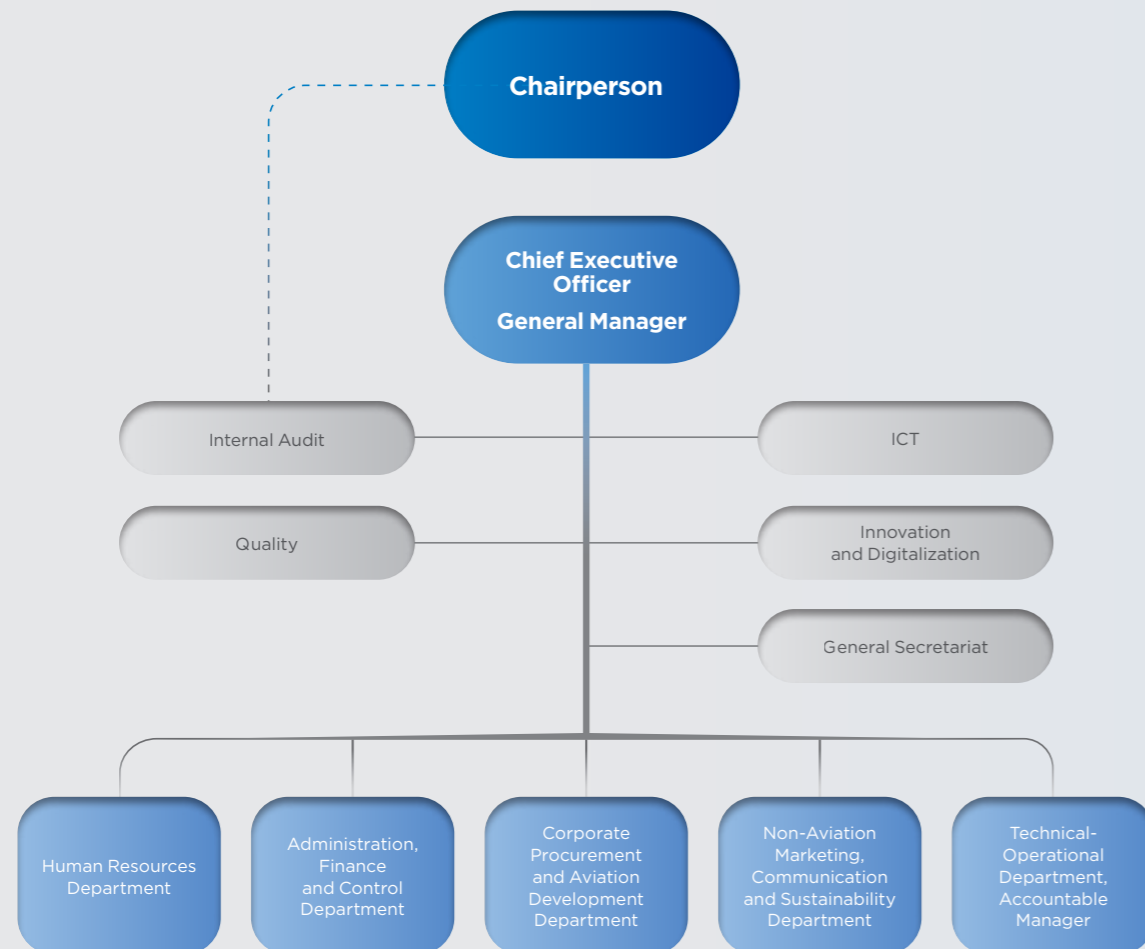 Chairperson
Chief Executive
Officer
General Manager
Internal Audit
ICT
Quality
Innovation
and Digitalization
General Secretariat
Human Resources
Department
Administration,
Finance
and Control
Department
Corporate
Procurement
and Aviation
Development
Department
Non-Aviation
Marketing,
Communication
and Sustainability
Department
Technical-
Operational
Department,
Accountable
Manager